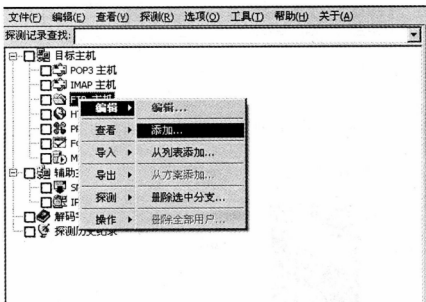 文件(F) 编辑(E) 查看(V) 探测(R) 选项(O) 工具(T) 帮助(H) 关于(A)
探测记录查找:
目标主机
POP3 主机
IMAP 主机
编辑 编辑...
查看 添加...
导入 从列表添加...
导出 从方案添加...
探测 删除选中分支...
操作 删除全部用户...
辅助
解码
探测历史纪录